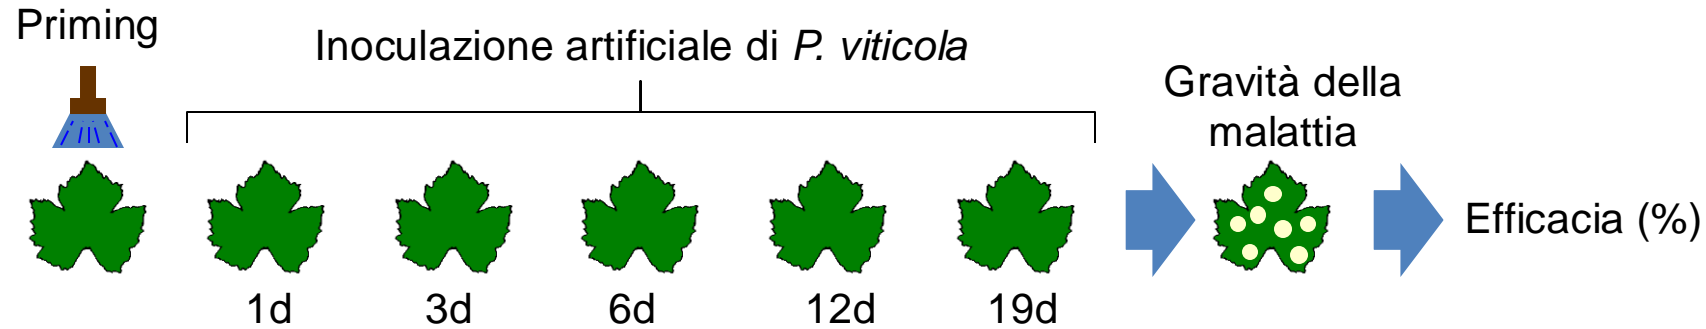 Priming
Inoculazione artificiale di P. viticola
Gravità della
malattia
Efficacia (%)
1d
3d
6d
12d
19d